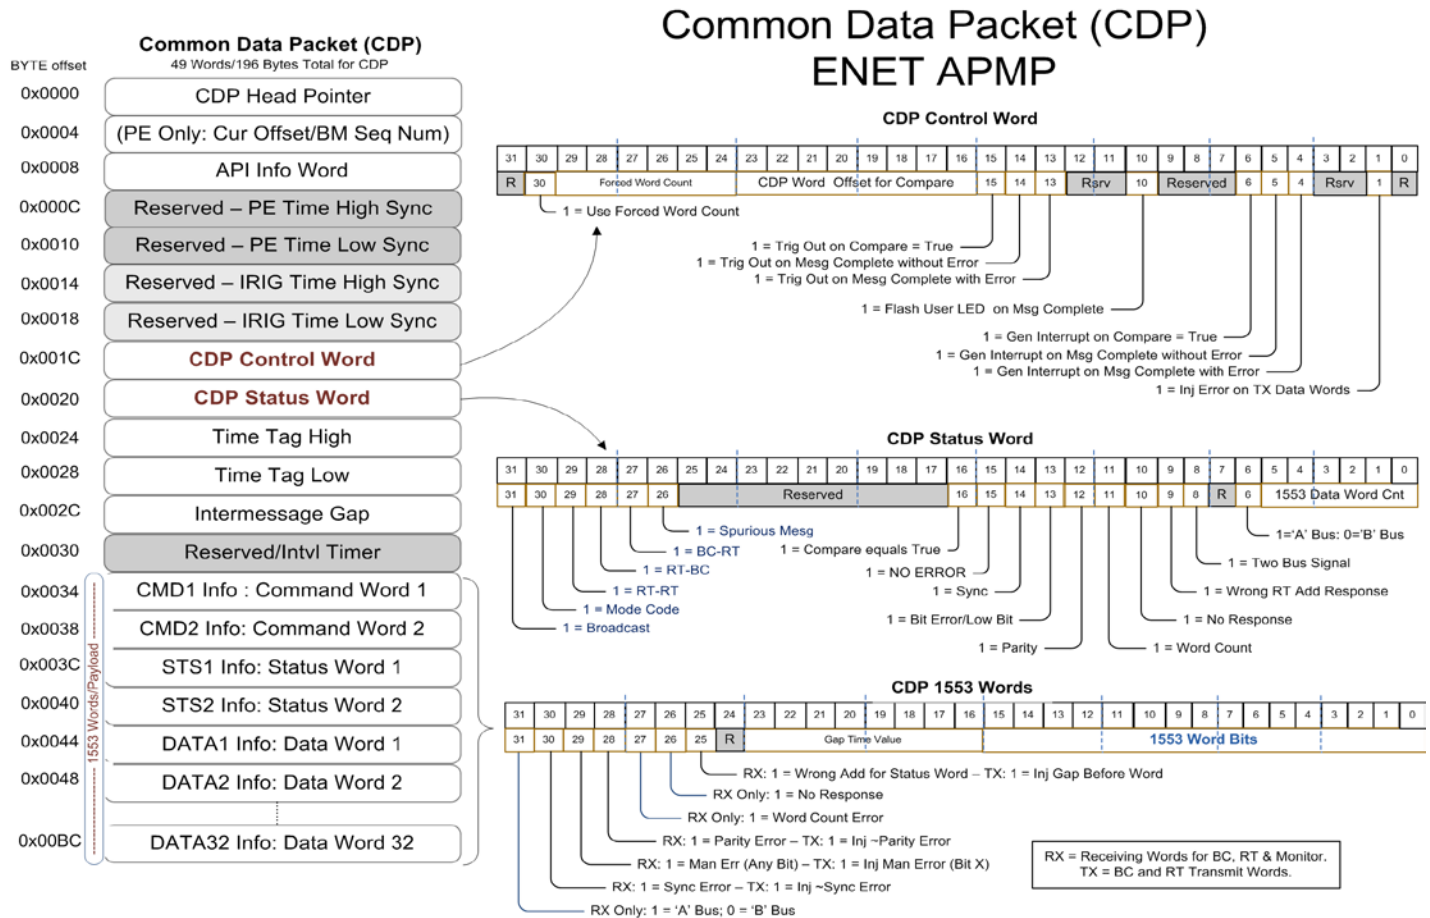 Common Data Packet (CDP)
ENET APMP
Common Data Packet (CDP)
49 Words/196 Bytes Total for CDP
BYTE offset
0x0000 CDP Head Pointer
0x0004 (PE Only: Cur Offset/BM Seq Num)
0x0008 API Info Word
0x000C Reserved – PE Time High Sync
0x0010 Reserved – PE Time Low Sync
0x0014 Reserved – IRIG Time High Sync
0x0018 Reserved – IRIG Time Low Sync
0x001C CDP Control Word
0x0020 CDP Status Word
0x0024 Time Tag High
0x0028 Time Tag Low
0x002C Intermessage Gap
0x0030 Reserved/Intvl Timer
0x0034 CMD1 Info : Command Word 1
0x0038 CMD2 Info: Command Word 2
0x003C STS1 Info: Status Word 1
0x0040 STS2 Info: Status Word 2
0x0044 DATA1 Info: Data Word 1
0x0048 DATA2 Info: Data Word 2
0x00BC DATA32 Info: Data Word 32
1553 Words/Payload
CDP Control Word
31 30 29 28 27 26 25 24 23 22 21 20 19 18 17 16 15 14 13 12 11 10 9 8 7 6 5 4 3 2 1 0
R 30 Forced Word Count CDP Word Offset for Compare 15 14 13 Rsrv 10 Reserved 6 5 4 Rsrv 1 R
1 = Use Forced Word Count
1 = Trig Out on Compare = True
1 = Trig Out on Mesg Complete without Error
1 = Trig Out on Mesg Complete with Error
1 = Flash User LED on Msg Complete
1 = Gen Interrupt on Compare = True
1 = Gen Interrupt on Msg Complete without Error
1 = Gen Interrupt on Msg Complete with Error
1 = Inj Error on TX Data Words
CDP Status Word
31 30 29 28 27 26 25 24 23 22 21 20 19 18 17 16 15 14 13 12 11 10 9 8 7 6 5 4 3 2 1 0
31 30 29 28 27 26 Reserved 16 15 14 13 12 11 10 9 8 R 6 1553 Data Word Cnt
1 = Spurious Mesg
1 = BC-RT
1 = RT-BC
1 = RT-RT
1 = Mode Code
1 = Broadcast
1 = Compare equals True
1 = NO ERROR
1 = Sync
1 = Bit Error/Low Bit
1 = Parity
1='A' Bus: 0='B' Bus
1 = Two Bus Signal
1 = Wrong RT Add Response
1 = No Response
1 = Word Count
CDP 1553 Words
31 30 29 28 27 26 25 24 23 22 21 20 19 18 17 16 15 14 13 12 11 10 9 8 7 6 5 4 3 2 1 0
31 30 29 28 27 26 25 R Gap Time Value 1553 Word Bits
RX: 1 = Wrong Add for Status Word – TX: 1 = Inj Gap Before Word
RX Only: 1 = No Response
RX Only: 1 = Word Count Error
RX: 1 = Parity Error – TX: 1 = Inj ~Parity Error
RX: 1 = Man Err (Any Bit) – TX: 1 = Inj Man Error (Bit X)
RX: 1 = Sync Error – TX: 1 = Inj ~Sync Error
RX Only: 1 = 'A' Bus; 0 = 'B' Bus
RX = Receiving Words for BC, RT & Monitor.
TX = BC and RT Transmit Words.